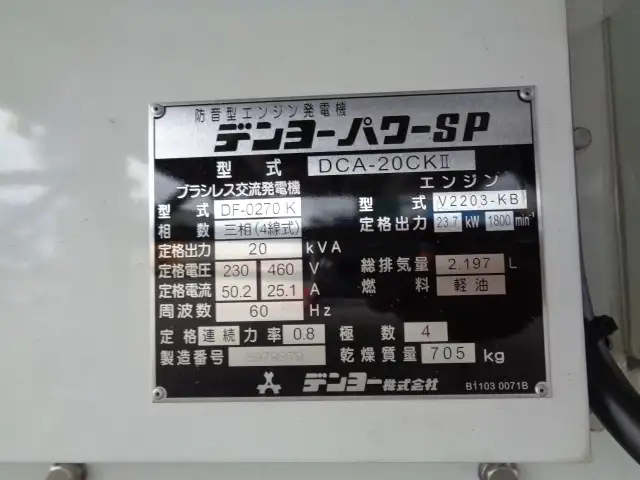 防音型エンジン発電機
デンヨーパワーSP
型式 DCA-20CKⅡ
ブラシレス交流発電機 エンジン
型式 DF-0270 K 型式 V2203-KB
相数 三相(4線式) 定格出力 23.7 kW 1800 min⁻¹
定格出力 20 kVA
定格電圧 230 460 V 総排気量 2.197 L
定格電流 50.2 25.1 A 燃料 軽油
周波数 60 Hz
定格 連続 力率 0.8 極数 4
製造番号 乾燥質量 705 kg
デンヨー株式会社 B1103 0071B